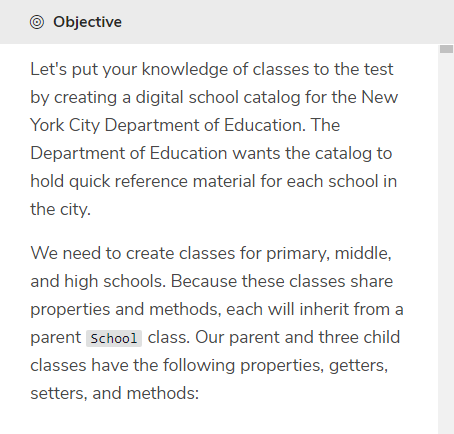 Objective
Let's put your knowledge of classes to the test
by creating a digital school catalog for the New
York City Department of Education. The
Department of Education wants the catalog to
hold quick reference material for each school in
the city.
We need to create classes for primary, middle,
and high schools. Because these classes share
properties and methods, each will inherit from a
parent School class. Our parent and three child
classes have the following properties, getters,
setters, and methods: